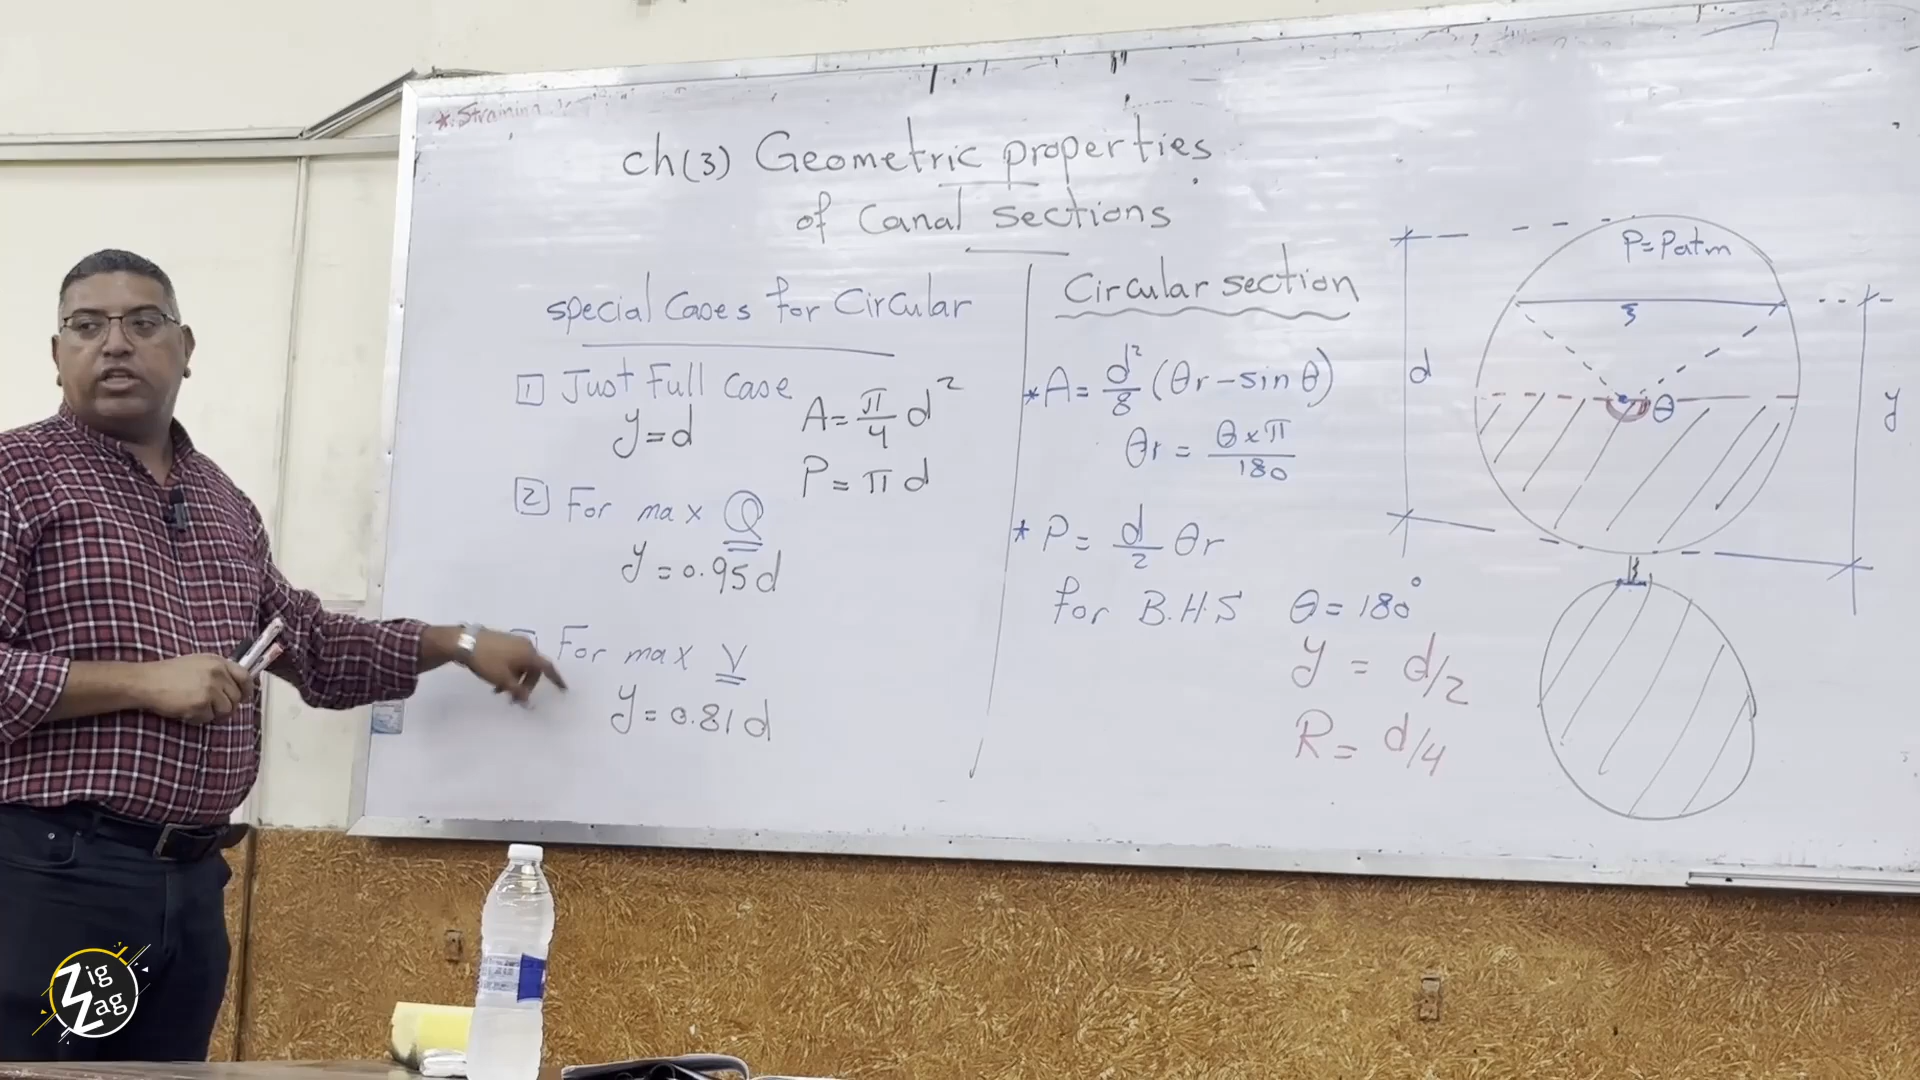 * Straining
ch(3) Geometric properties
of Canal sections
special Cases for Circular
1 Just Full Case
y = d
A = π/4 d²
P = π d
2 For max Q
y = 0.95 d
For max V
y = 0.81 d
Circular section
* A = d²/8 (θr - sin θ)
θr = θ × π / 180
* P = d/2 θr
for B.H.S θ = 180°
y = d/2
R = d/4
P = Patm
d
θ
y
Zig Zag